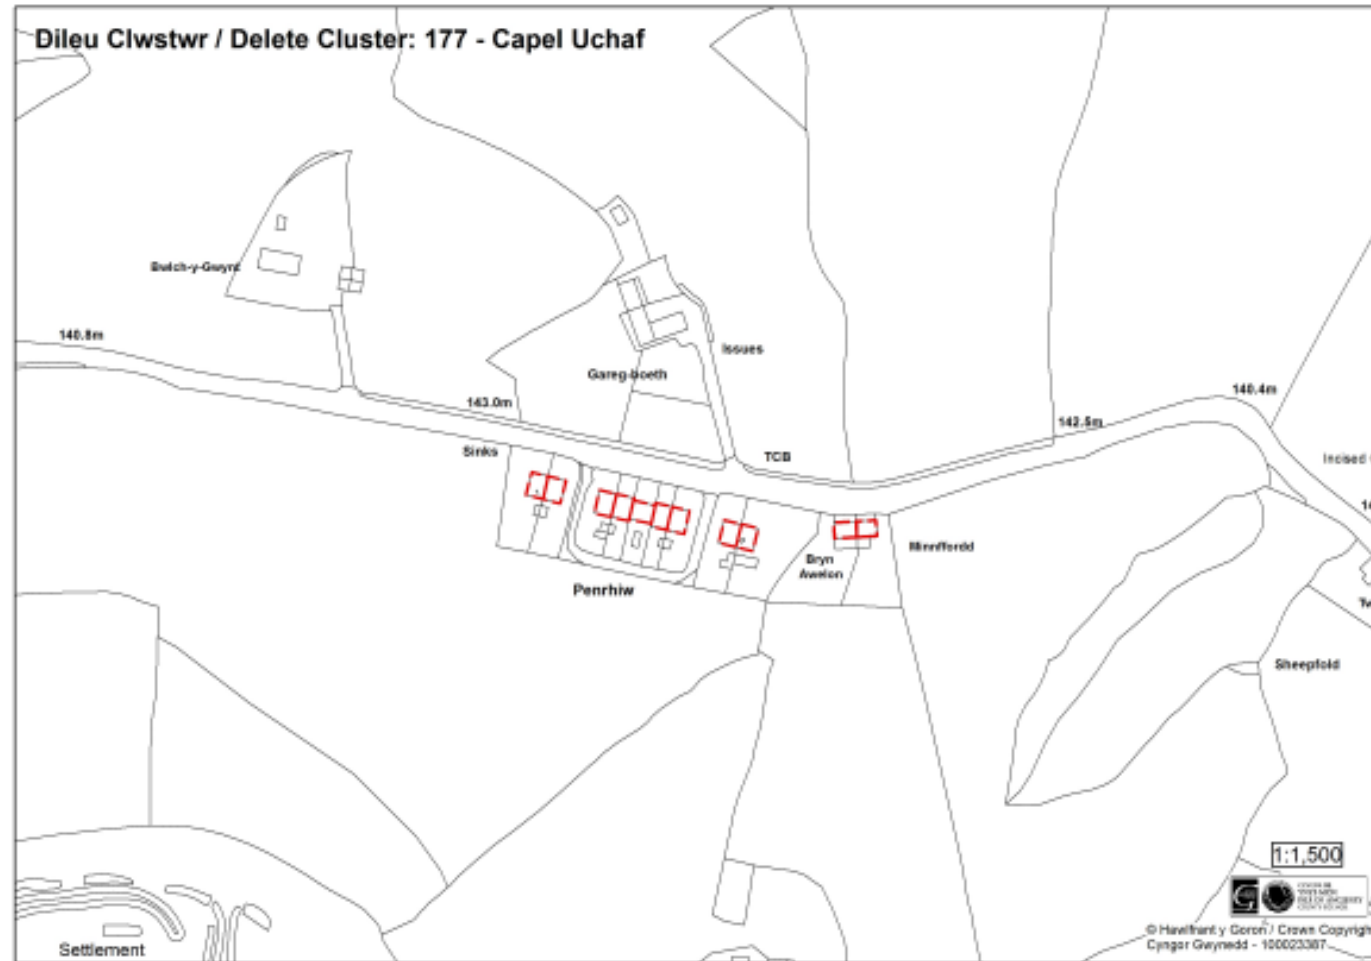 Dileu Clwstwr / Delete Cluster: 177 - Capel Uchaf
Bwlch-y-Gwynt
140.8m
Issues
Gareg-boeth
143.0m
140.4m
142.5m
Sinks
TCB
Incised
Minffordd
Bryn
Awelon
Penrhiw
Sheepfold
1:1,500
Settlement
© Hawlfraint y Goron / Crown Copyrigh
Cyngor Gwynedd - 100023387